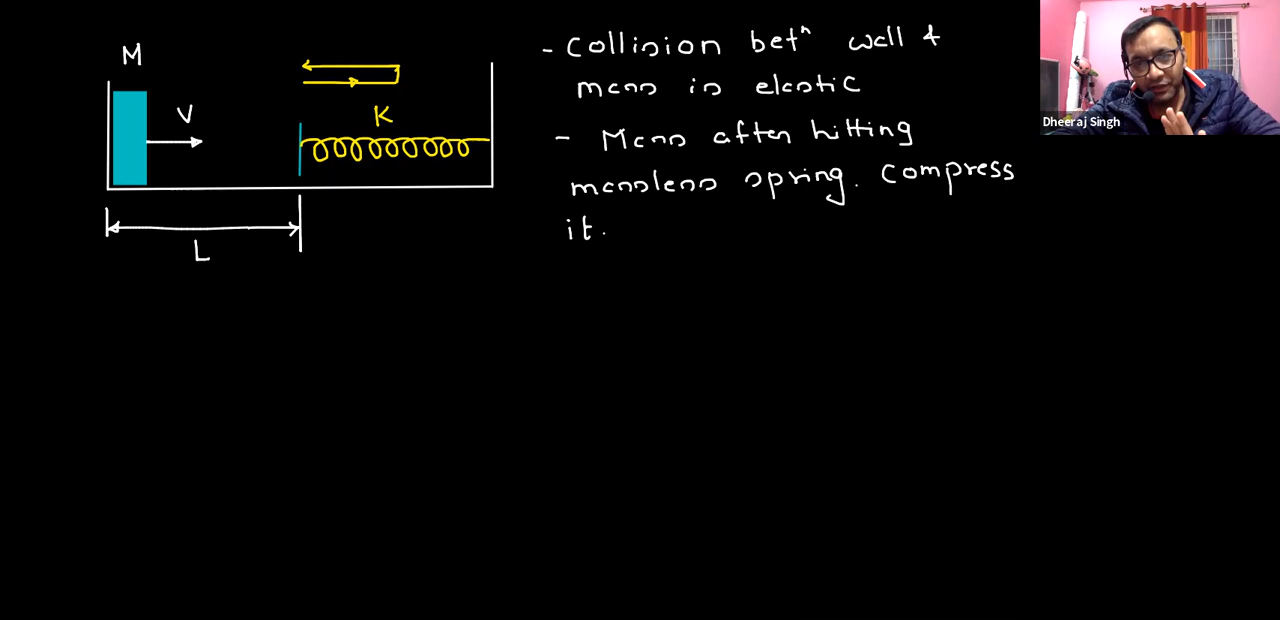 M
V
K
L
- Collision betⁿ wall &
mass is elastic
- Mass after hitting
massless spring. compress
it.
Dheeraj Singh